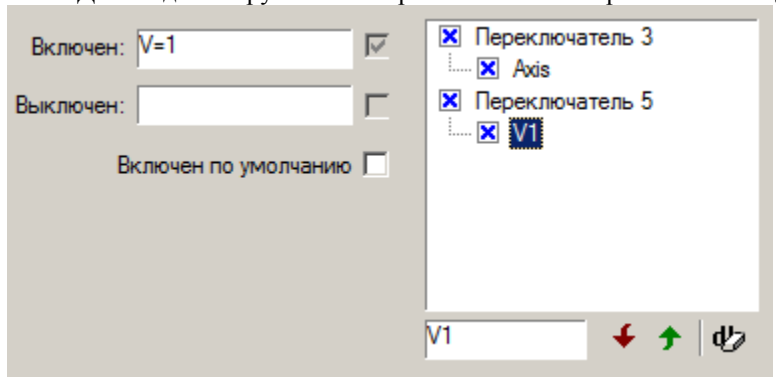 Включен: V=1
Выключен:
Включен по умолчанию
Переключатель 3
Axis
Переключатель 5
V1
V1